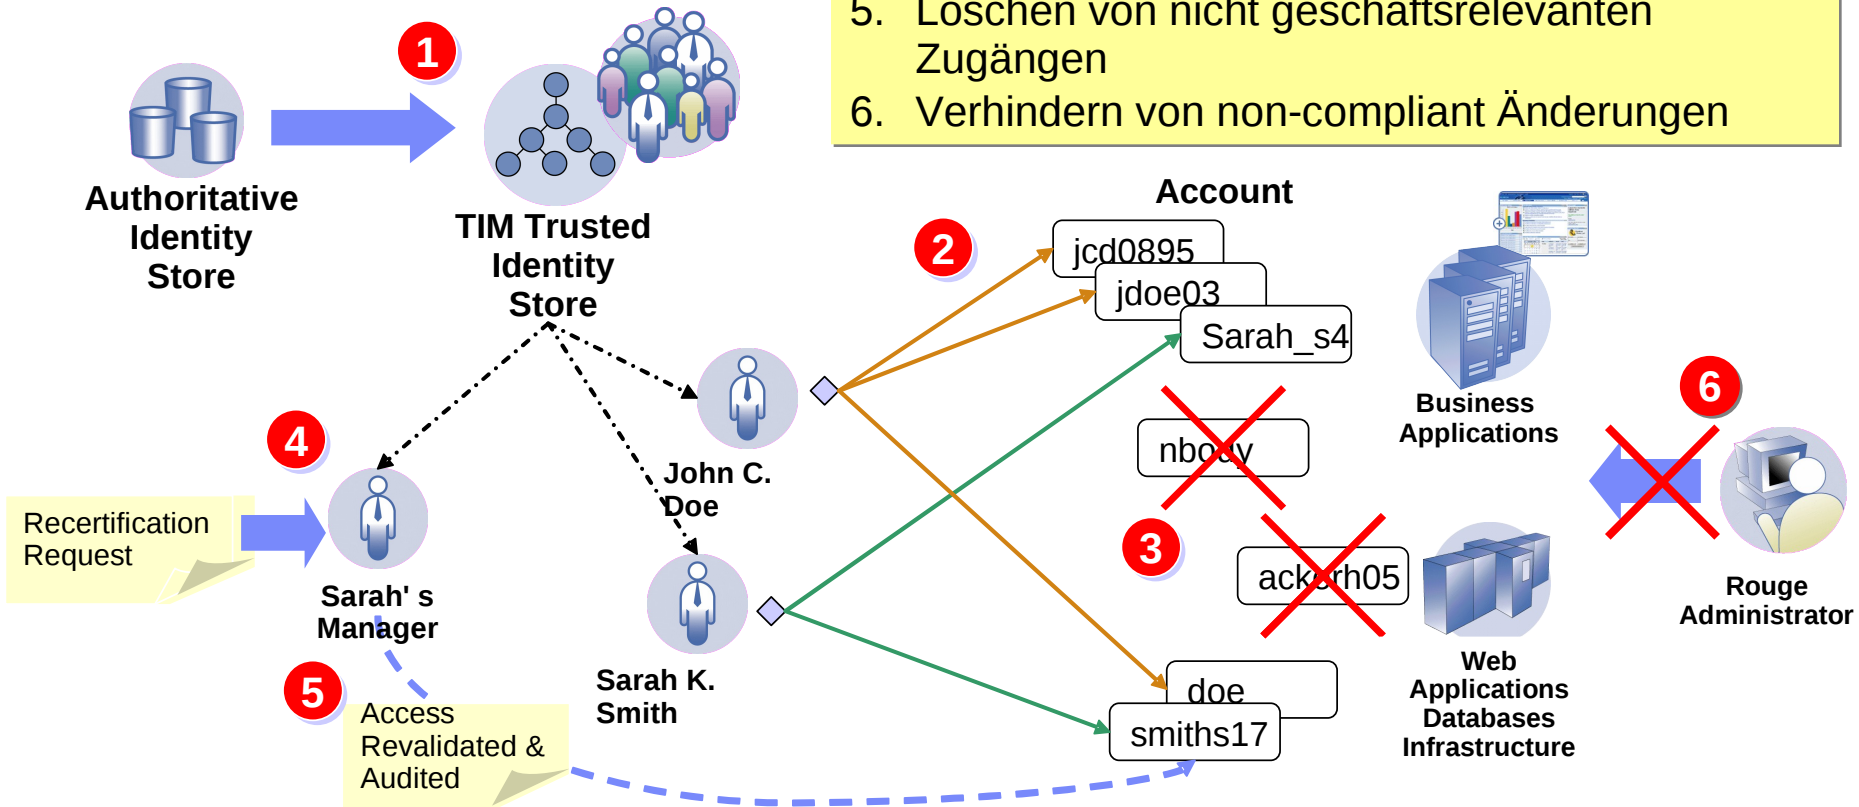 5. Löschen von nicht geschäftsrelevanten
Zugängen
6. Verhindern von non-compliant Änderungen
1
Authoritative
Identity
Store
TIM Trusted
Identity
Store
Account
2
jcd0895
jdoe03
Sarah_s4
Business
Applications
6
4
nbody
John C.
Doe
Recertification
Request
3
ackerh05
Rouge
Administrator
Sarah' s
Manager
Web
Applications
Databases
Infrastructure
5
Sarah K.
Smith
doe
smiths17
Access
Revalidated &
Audited